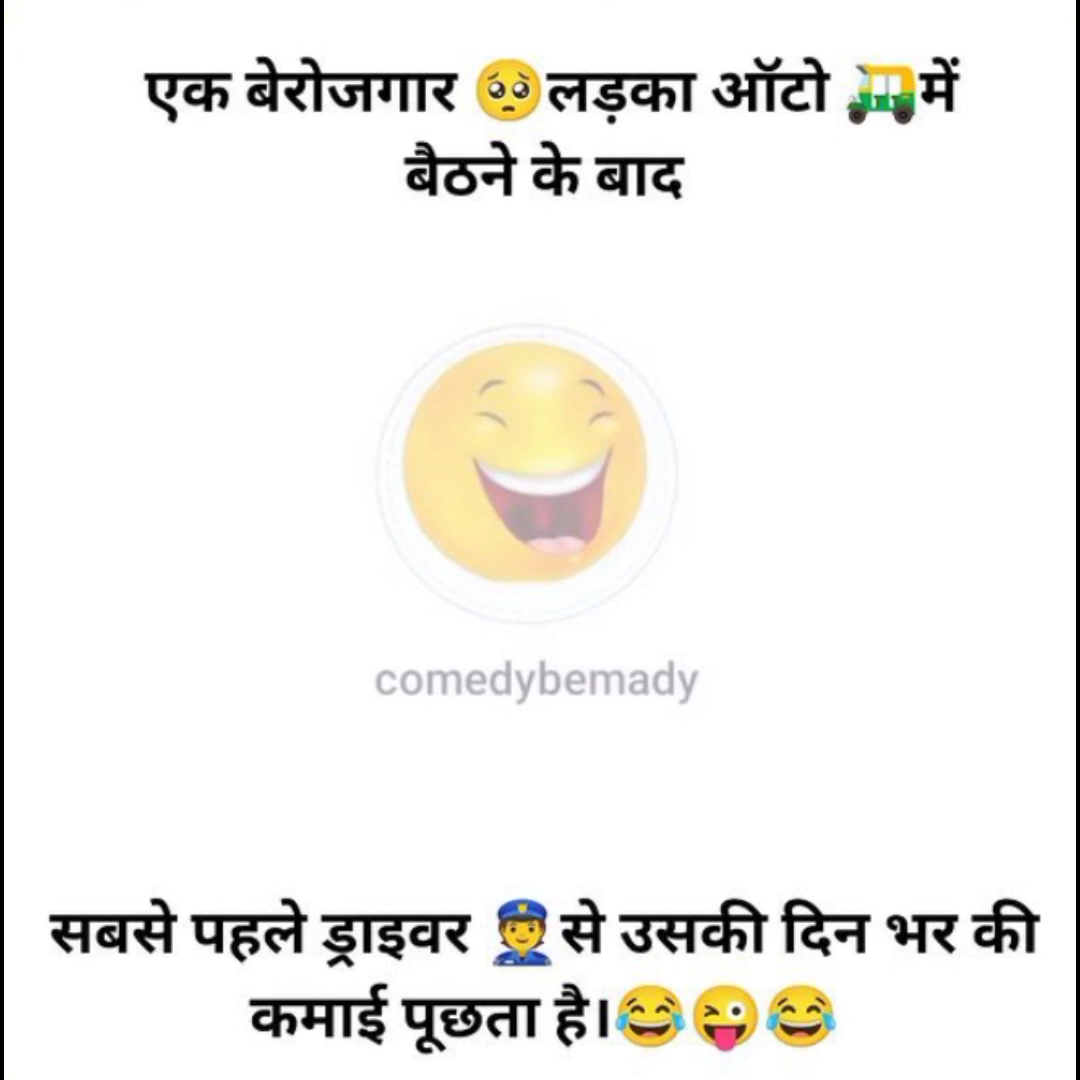 एक बेरोजगार 🥺लड़का ऑटो 🛺में
बैठने के बाद
comedybemady
सबसे पहले ड्राइवर 👮से उसकी दिन भर की
कमाई पूछता है।😂😜😂